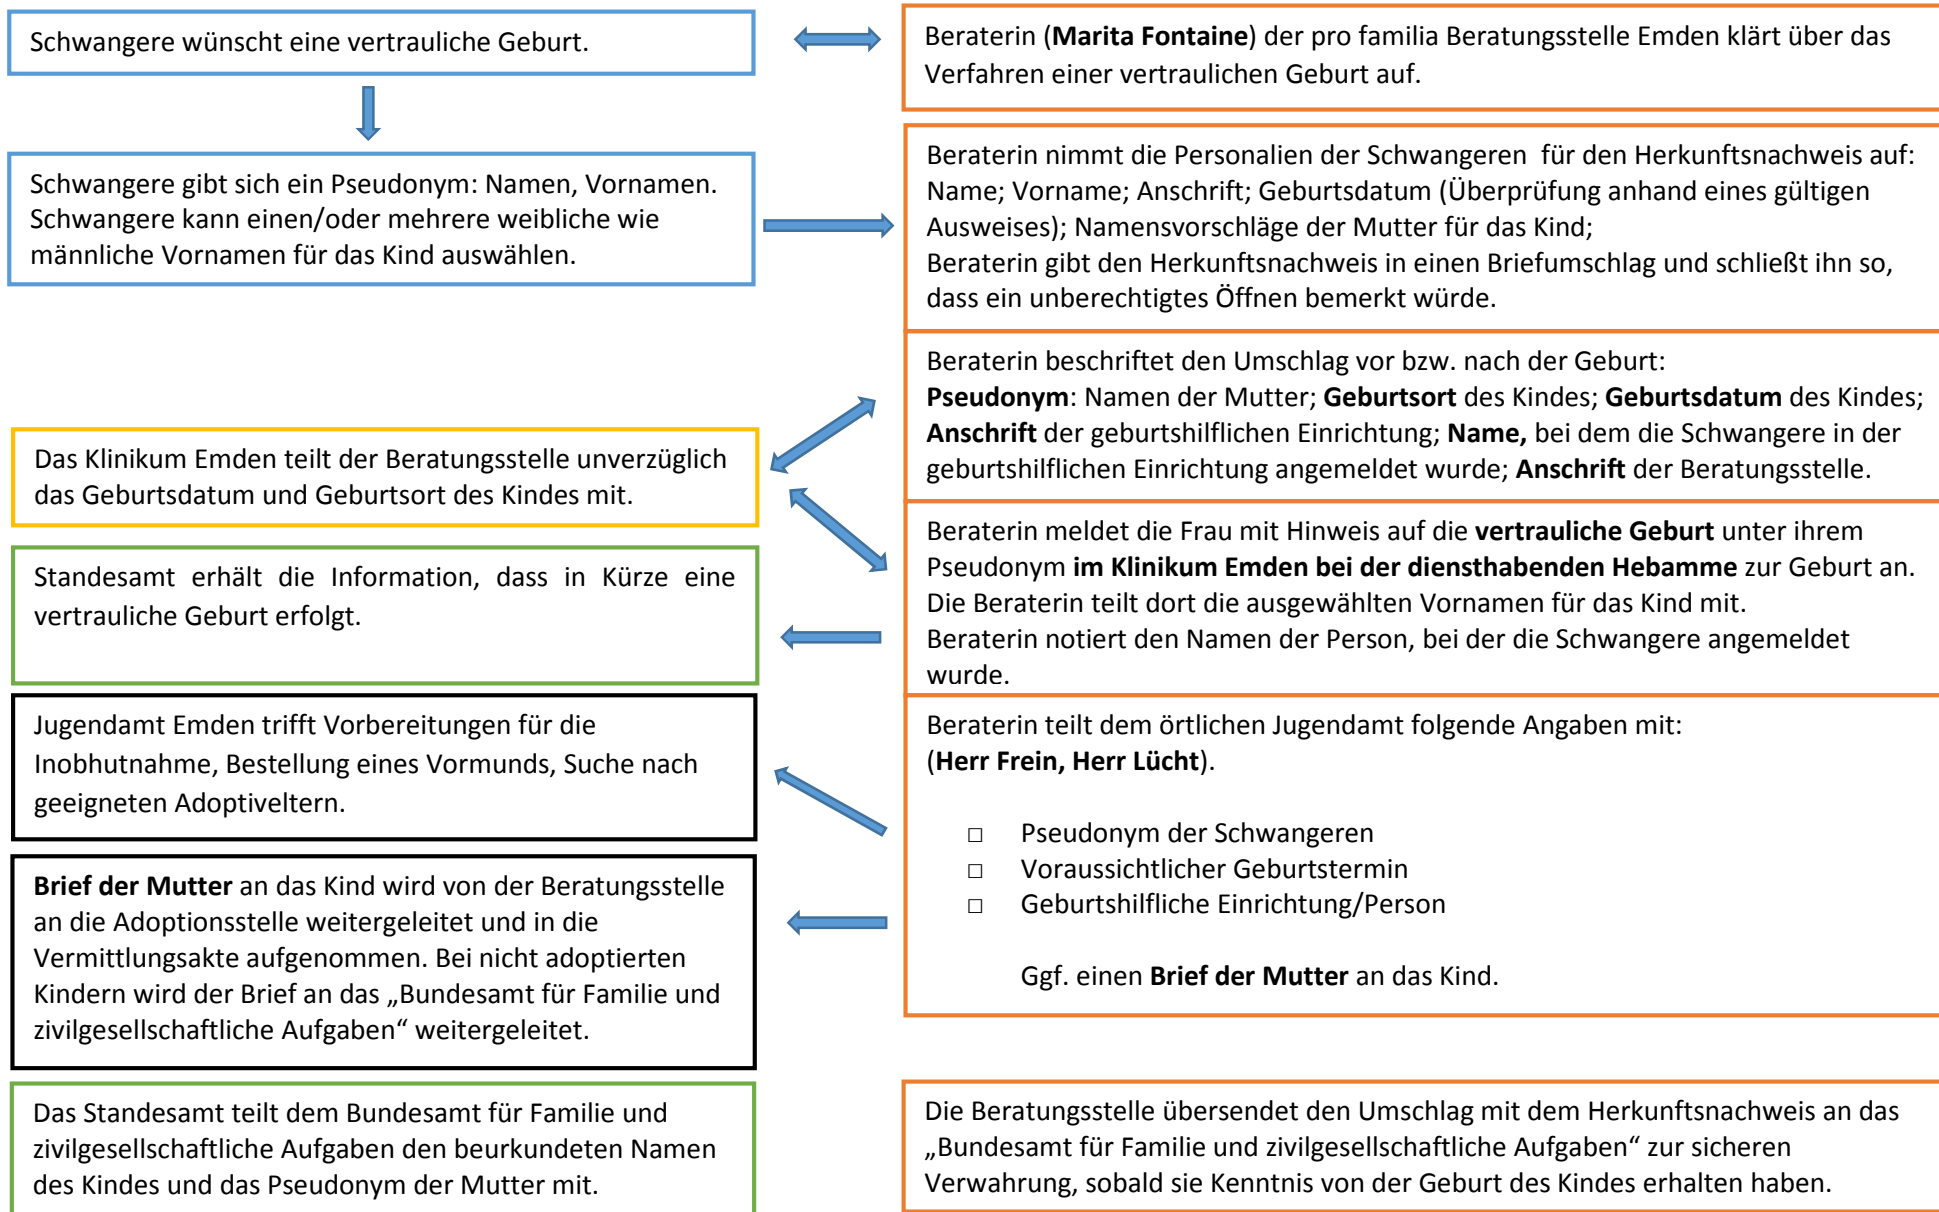 Schwangere wünscht eine vertrauliche Geburt.
Beraterin (Marita Fontaine) der pro familia Beratungsstelle Emden klärt über das
Verfahren einer vertraulichen Geburt auf.
Schwangere gibt sich ein Pseudonym: Namen, Vornamen.
Schwangere kann einen/oder mehrere weibliche wie
männliche Vornamen für das Kind auswählen.
Beraterin nimmt die Personalien der Schwangeren für den Herkunftsnachweis auf:
Name; Vorname; Anschrift; Geburtsdatum (Überprüfung anhand eines gültigen
Ausweises); Namensvorschläge der Mutter für das Kind;
Beraterin gibt den Herkunftsnachweis in einen Briefumschlag und schließt ihn so,
dass ein unberechtigtes Öffnen bemerkt würde.
Beraterin beschriftet den Umschlag vor bzw. nach der Geburt:
Pseudonym: Namen der Mutter; Geburtsort des Kindes; Geburtsdatum des Kindes;
Anschrift der geburtshilflichen Einrichtung; Name, bei dem die Schwangere in der
geburtshilflichen Einrichtung angemeldet wurde; Anschrift der Beratungsstelle.
Das Klinikum Emden teilt der Beratungsstelle unverzüglich
das Geburtsdatum und Geburtsort des Kindes mit.
Beraterin meldet die Frau mit Hinweis auf die vertrauliche Geburt unter ihrem
Pseudonym im Klinikum Emden bei der diensthabenden Hebamme zur Geburt an.
Die Beraterin teilt dort die ausgewählten Vornamen für das Kind mit.
Beraterin notiert den Namen der Person, bei der die Schwangere angemeldet
wurde.
Standesamt erhält die Information, dass in Kürze eine
vertrauliche Geburt erfolgt.
Jugendamt Emden trifft Vorbereitungen für die
Inobhutnahme, Bestellung eines Vormunds, Suche nach
geeigneten Adoptiveltern.
Beraterin teilt dem örtlichen Jugendamt folgende Angaben mit:
(Herr Frein, Herr Lücht).
□ Pseudonym der Schwangeren
□ Voraussichtlicher Geburtstermin
□ Geburtshilfliche Einrichtung/Person
Ggf. einen Brief der Mutter an das Kind.
Brief der Mutter an das Kind wird von der Beratungsstelle
an die Adoptionsstelle weitergeleitet und in die
Vermittlungsakte aufgenommen. Bei nicht adoptierten
Kindern wird der Brief an das „Bundesamt für Familie und
zivilgesellschaftliche Aufgaben“ weitergeleitet.
Das Standesamt teilt dem Bundesamt für Familie und
zivilgesellschaftliche Aufgaben den beurkundeten Namen
des Kindes und das Pseudonym der Mutter mit.
Die Beratungsstelle übersendet den Umschlag mit dem Herkunftsnachweis an das
„Bundesamt für Familie und zivilgesellschaftliche Aufgaben“ zur sicheren
Verwahrung, sobald sie Kenntnis von der Geburt des Kindes erhalten haben.